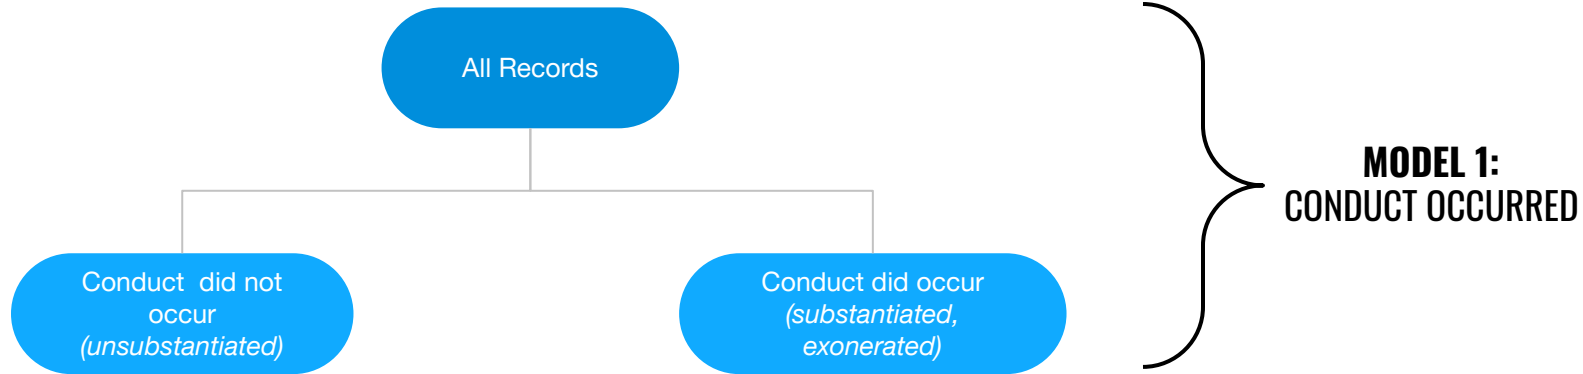 All Records
MODEL 1:
CONDUCT OCCURRED
Conduct  did not
occur
(unsubstantiated)
Conduct did occur
(substantiated,
exonerated)